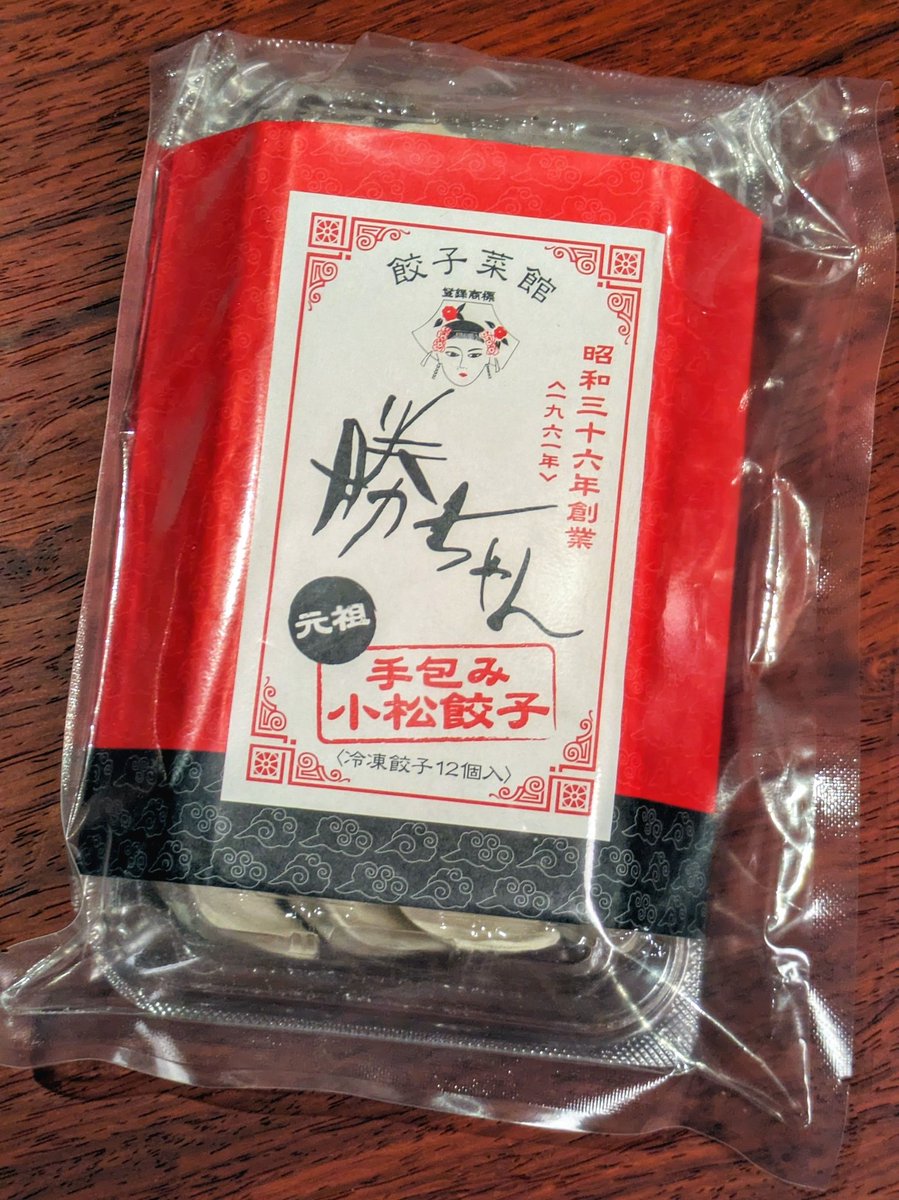 餃子菜館
登録商標
昭和三十六年創業
〈一九六一年〉
勝ちゃん
元祖
手包み
小松餃子
〈冷凍餃子12個入〉